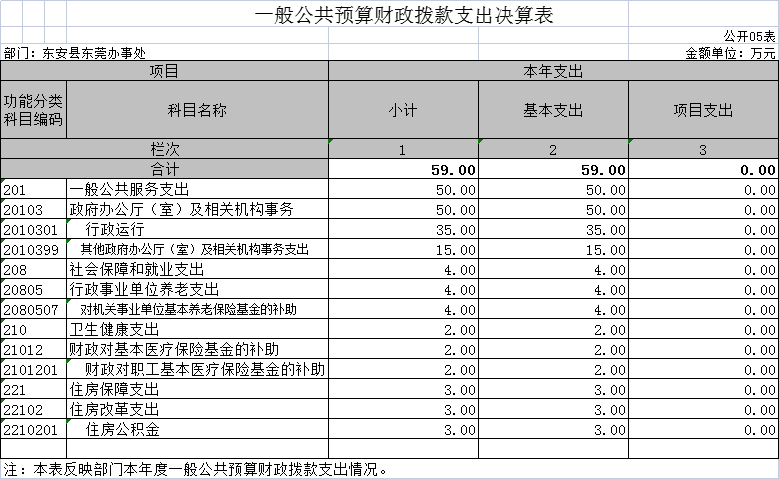 一般公共预算财政拨款支出决算表
公开05表
部门：东安县东莞办事处 金额单位：万元
项目 本年支出
功能分类科目编码 科目名称 小计 基本支出 项目支出
栏次 1 2 3
合计 59.00 59.00 0.00
201 一般公共服务支出 50.00 50.00 0.00
20103 政府办公厅（室）及相关机构事务 50.00 50.00 0.00
2010301 行政运行 35.00 35.00 0.00
2010399 其他政府办公厅（室）及相关机构事务支出 15.00 15.00 0.00
208 社会保障和就业支出 4.00 4.00 0.00
20805 行政事业单位养老支出 4.00 4.00 0.00
2080507 对机关事业单位基本养老保险基金的补助 4.00 4.00 0.00
210 卫生健康支出 2.00 2.00 0.00
21012 财政对基本医疗保险基金的补助 2.00 2.00 0.00
2101201 财政对职工基本医疗保险基金的补助 2.00 2.00 0.00
221 住房保障支出 3.00 3.00 0.00
22102 住房改革支出 3.00 3.00 0.00
2210201 住房公积金 3.00 3.00 0.00
注：本表反映部门本年度一般公共预算财政拨款支出情况。